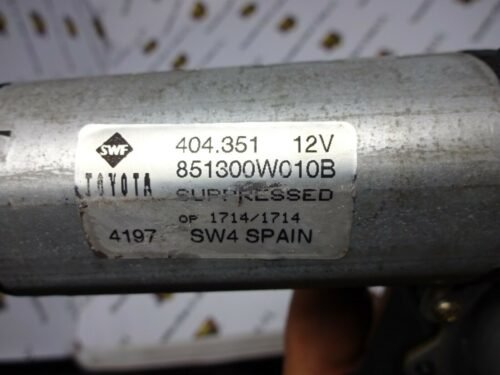 SWF 404.351 12V
851300W010B
TOYOTA SUPPRESSED
OP 1714/1714
4197 SW4 SPAIN